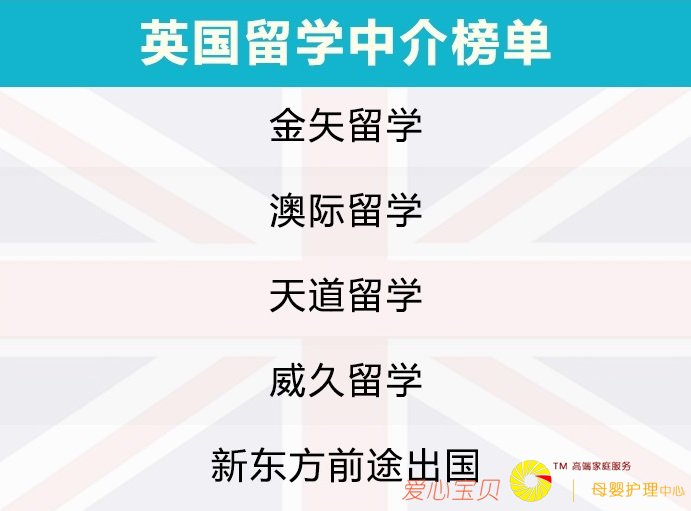 英国留学中介榜单
金矢留学
澳际留学
天道留学
威久留学
新东方前途出国
TM 高端家庭服务
爱心宝贝 | 母婴护理中心